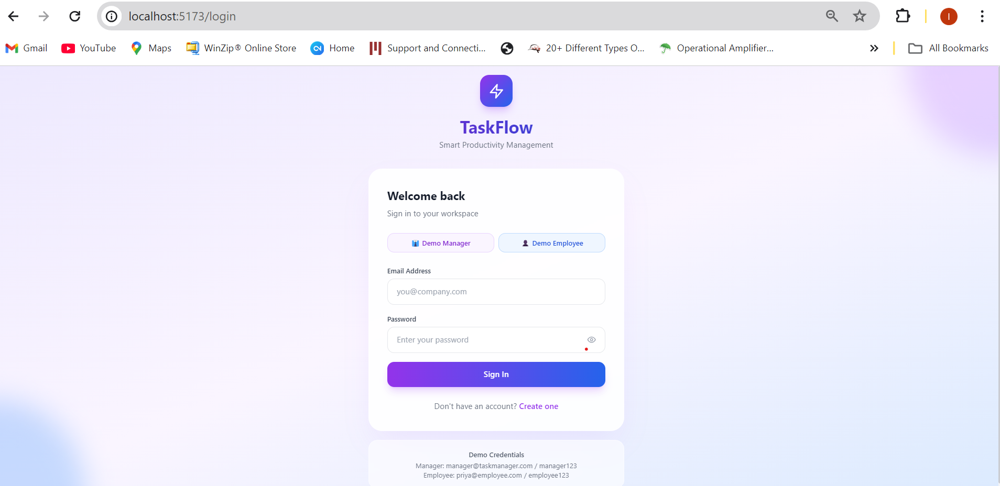 localhost:5173/login
I
Gmail YouTube Maps WinZip® Online Store Home Support and Connecti... 20+ Different Types O... Operational Amplifier... All Bookmarks
TaskFlow
Smart Productivity Management
Welcome back
Sign in to your workspace
Demo Manager Demo Employee
Email Address
you@company.com
Password
Enter your password
Sign In
Don't have an account? Create one
Demo Credentials
Manager: manager@taskmanager.com / manager123
Employee: priya@employee.com / employee123